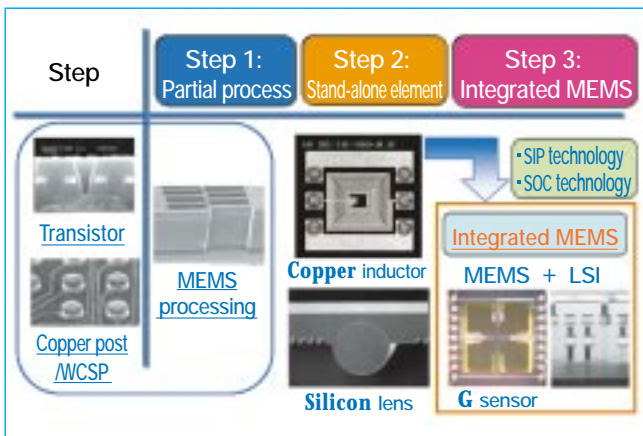 Step
Step 1:
Partial process
Step 2:
Stand-alone element
Step 3:
Integrated MEMS
Transistor
Copper post
/WCSP
MEMS
processing
Copper inductor
Silicon lens
▪SIP technology
▪SOC technology
Integrated MEMS
MEMS + LSI
G sensor